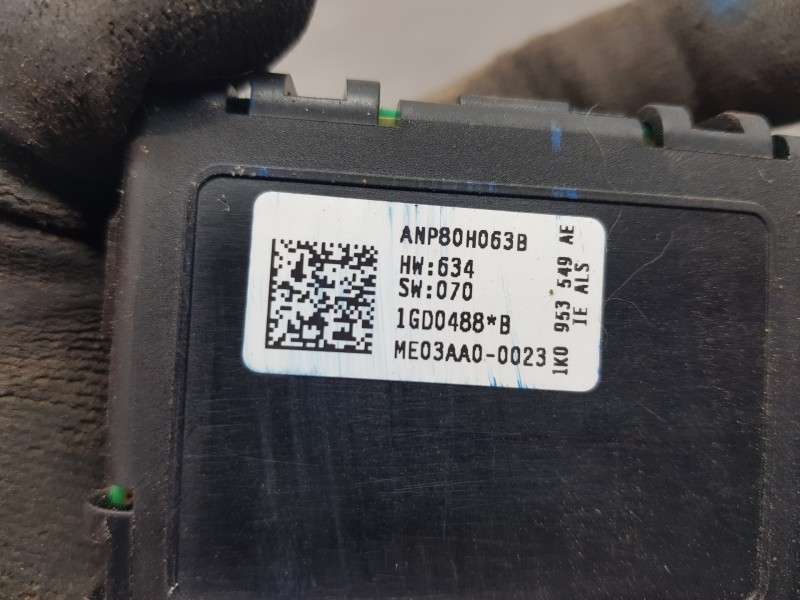 ANP80H063B
HW:634
SW:070
1GD0488*B
ME03AA0-0023
1K0 953 549 AE
IE ALS